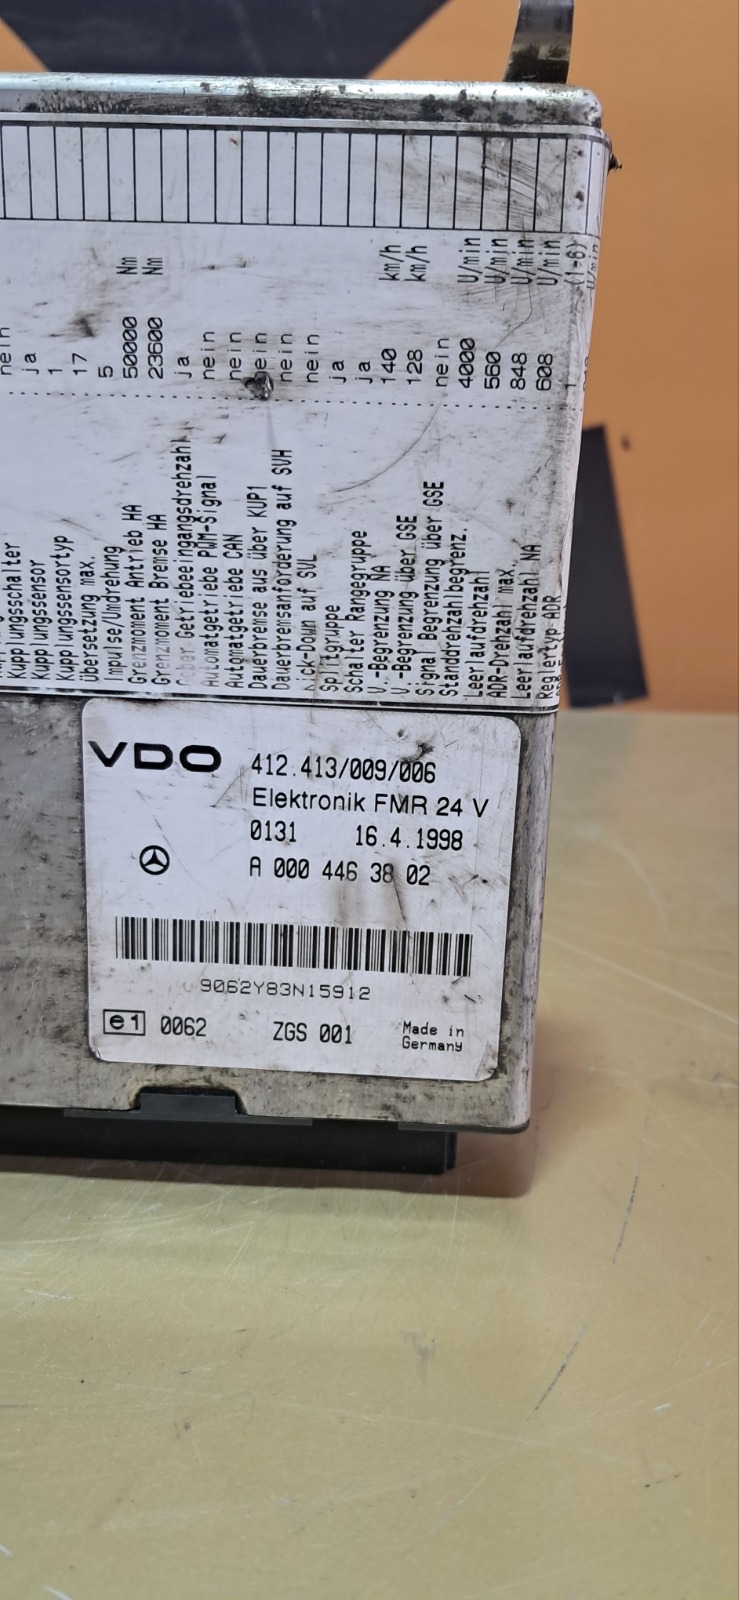 Kupplungsschalter ja
Kupplungssensor 1
Kupplungssensortyp 17
Übersetzung max. 5
Impulse/Umdrehung 50000 Nm
Grenzmoment Antrieb HA 23600 Nm
Grenzmoment Bremse HA ja
Geber Getriebeeingangsdrehzahl nein
Automatgetriebe PWM-Signal nein
Automatgetriebe CAN nein
Dauerbremse aus über KUP1 nein
Dauerbremsanforderung auf SVH nein
Kick-Down auf SVL ja
Splitgruppe ja
Schalter Rangegruppe 140 km/h
V.-Begrenzung NA 128 km/h
V.-Begrenzung über GSE nein
Signal Begrenzung über GSE 4000 U/min
Standdrehzahlbegrenz. 560 U/min
Leerlaufdrehzahl 848 U/min
ADR-Drehzahl max. 608 U/min
Leerlaufdrehzahl NA 1 (1-6)
Reglertyp ADR U/min
VDO 412.413/009/006
Elektronik FMR 24 V
0131 16.4.1998
A 000 446 38 02
9062Y83N15912
e1 0062 ZGS 001 Made in
Germany